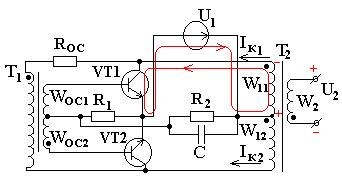 U1
ROC
T1
VT1
IK1
T2
WOC1
R1
R2
W11
U2
W2
WOC2
VT2
C
W12
IK2
+
-
+
+
-